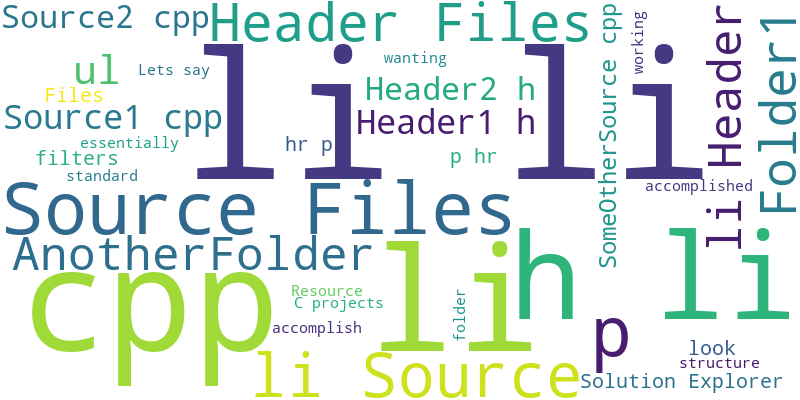 Source2 cpp
Header Files
li li
ul
Lets say
wanting
working
SomeOtherSource cpp
li Header
Folder1
Files
Header2 h
Source1 cpp
Header1 h
essentially
hr p
filters
p hr
standard
accomplished
Source Files
AnotherFolder
cpp li
h
li
Resource
C projects
folder
accomplish
p
li Source
look
structure
Solution Explorer